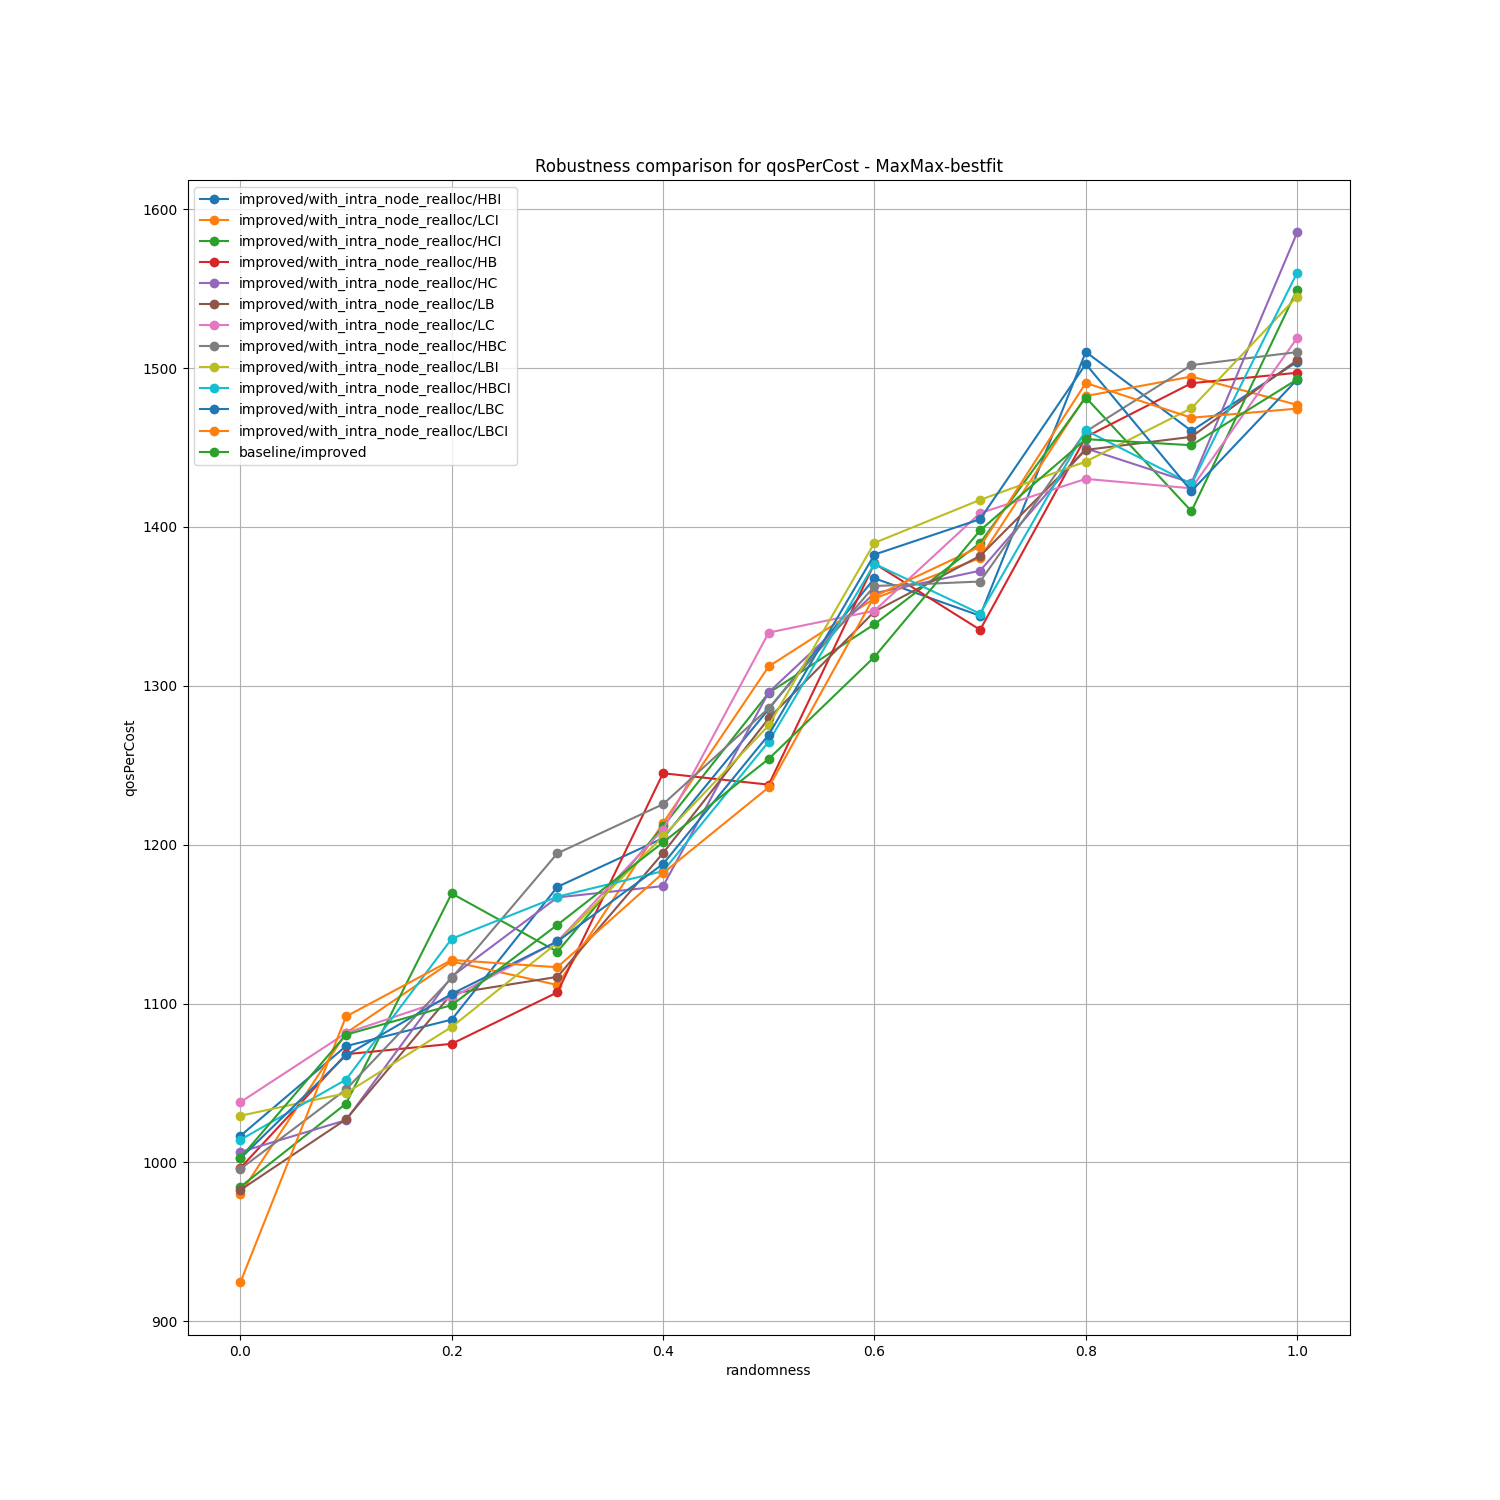 Robustness comparison for qosPerCost - MaxMax-bestfit
improved/with_intra_node_realloc/HBI
improved/with_intra_node_realloc/LCI
improved/with_intra_node_realloc/HCI
improved/with_intra_node_realloc/HB
improved/with_intra_node_realloc/HC
improved/with_intra_node_realloc/LB
improved/with_intra_node_realloc/LC
improved/with_intra_node_realloc/HBC
improved/with_intra_node_realloc/LBI
improved/with_intra_node_realloc/HBCI
improved/with_intra_node_realloc/LBC
improved/with_intra_node_realloc/LBCI
baseline/improved
1600
1500
1400
1300
1200
1100
1000
900
qosPerCost
0.0 0.2 0.4 0.6 0.8 1.0
randomness